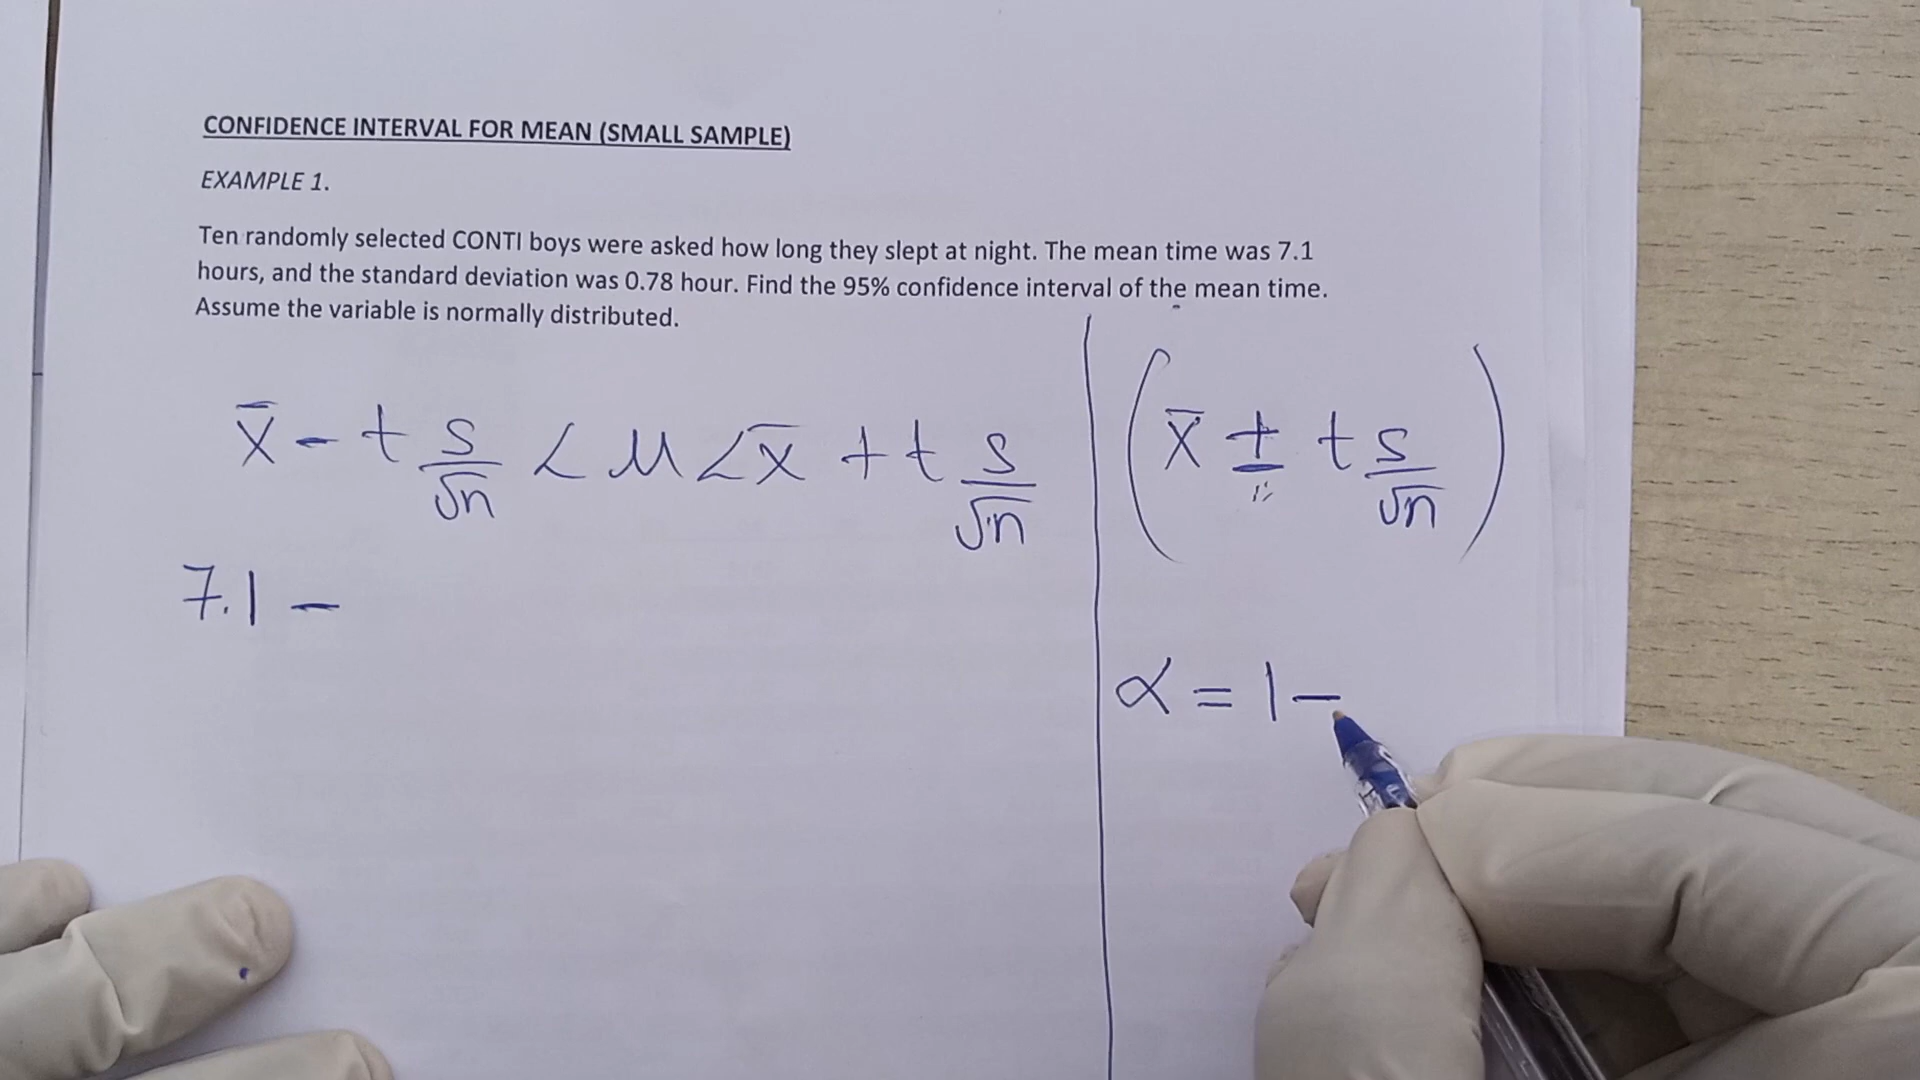 CONFIDENCE INTERVAL FOR MEAN (SMALL SAMPLE)
EXAMPLE 1.
Ten randomly selected CONTI boys were asked how long they slept at night. The mean time was 7.1
hours, and the standard deviation was 0.78 hour. Find the 95% confidence interval of the mean time.
Assume the variable is normally distributed.
x̄ - t s/√n < μ < x̄ + t s/√n
(x̄ ± t s/√n)
7.1 -
α = 1 -